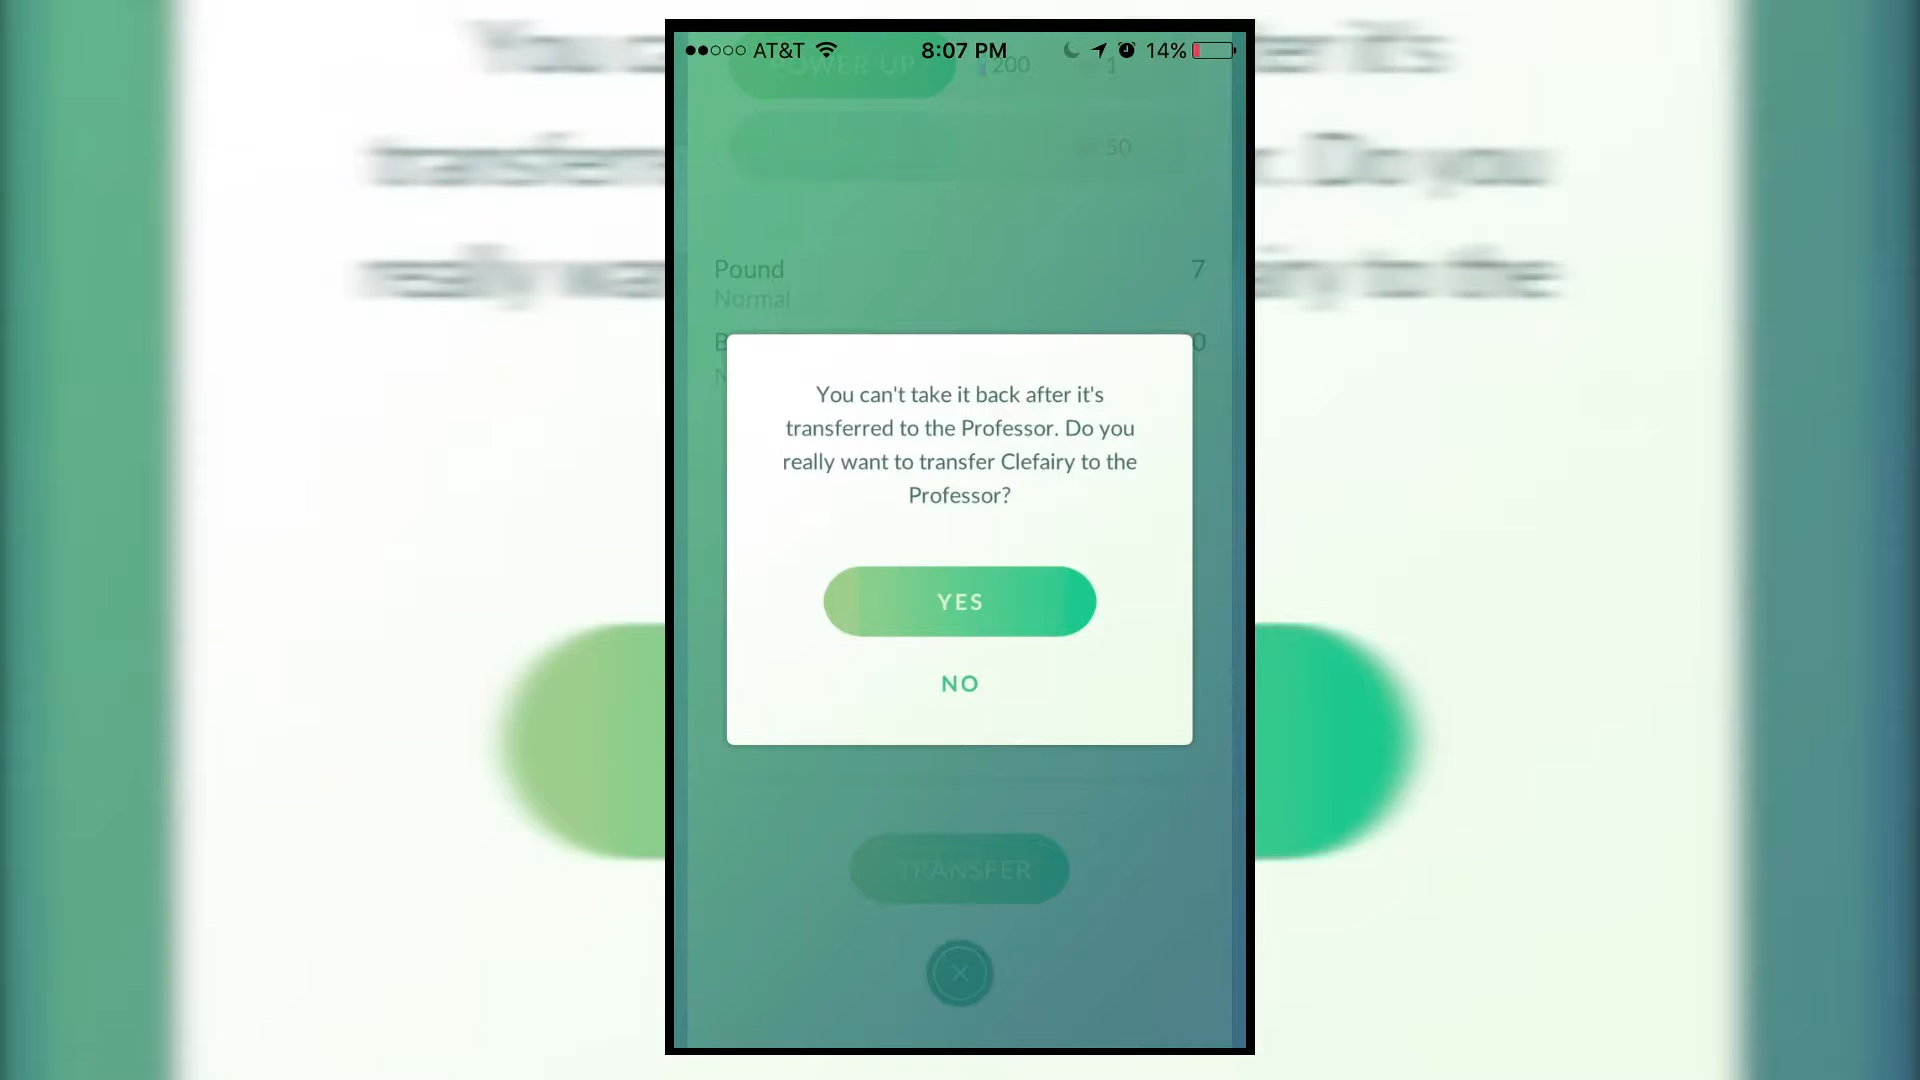 AT&T 8:07 PM 14%
POWER UP 200 1
50
Pound 7
Normal
You can't take it back after it's
transferred to the Professor. Do you
really want to transfer Clefairy to the
Professor?
YES
NO
TRANSFER